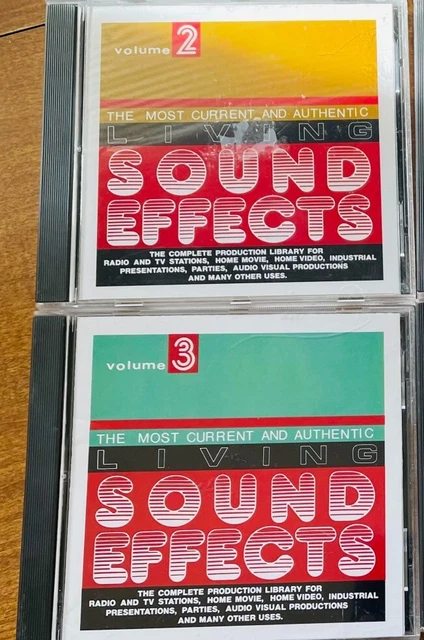 volume 2
THE MOST CURRENT AND AUTHENTIC
LIVING
SOUND
EFFECTS
THE COMPLETE PRODUCTION LIBRARY FOR
RADIO AND TV STATIONS, HOME MOVIE, HOME VIDEO, INDUSTRIAL
PRESENTATIONS, PARTIES, AUDIO VISUAL PRODUCTIONS
AND MANY OTHER USES.
volume 3
THE MOST CURRENT AND AUTHENTIC
LIVING
SOUND
EFFECTS
THE COMPLETE PRODUCTION LIBRARY FOR
RADIO AND TV STATIONS, HOME MOVIE, HOME VIDEO, INDUSTRIAL
PRESENTATIONS, PARTIES, AUDIO VISUAL PRODUCTIONS
AND MANY OTHER USES.